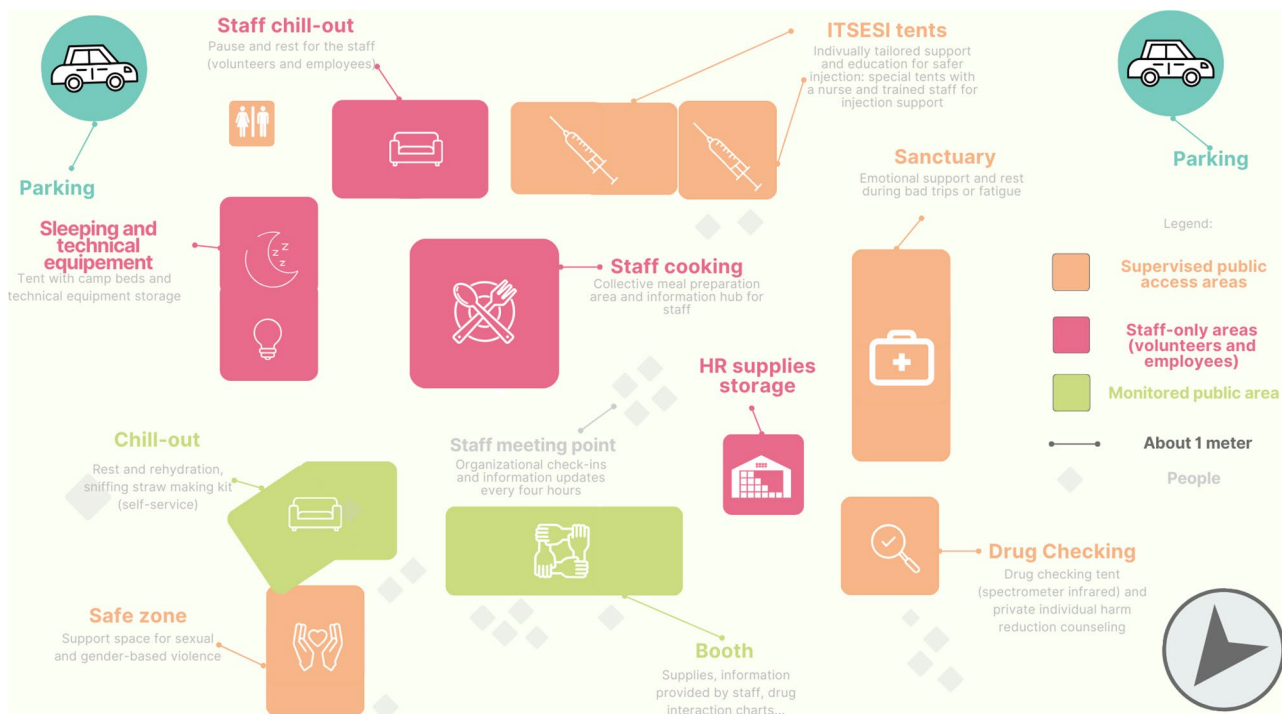 Staff chill-out
Pause and rest for the staff
(volunteers and employees)
ITSESI tents
Indivually tailored support
and education for safer
injection: special tents with
a nurse and trained staff for
injection support
Parking
Parking
Sanctuary
Emotional support and rest
during bad trips or fatigue
Legend:
Supervised public
access areas
Staff-only areas
(volunteers and
employees)
Monitored public area
About 1 meter
People
Sleeping and
technical
equipement
Tent with camp beds and
technical equipment storage
z
z
z
Staff cooking
Collective meal preparation
area and information hub for
staff
HR supplies
storage
Chill-out
Rest and rehydration,
sniffing straw making kit
(self-service)
Staff meeting point
Organizational check-ins
and information updates
every four hours
Drug Checking
Drug checking tent
(spectrometer infrared) and
private individual harm
reduction counseling
Safe zone
Support space for sexual
and gender-based violence
Booth
Supplies, information
provided by staff, drug
interaction charts...